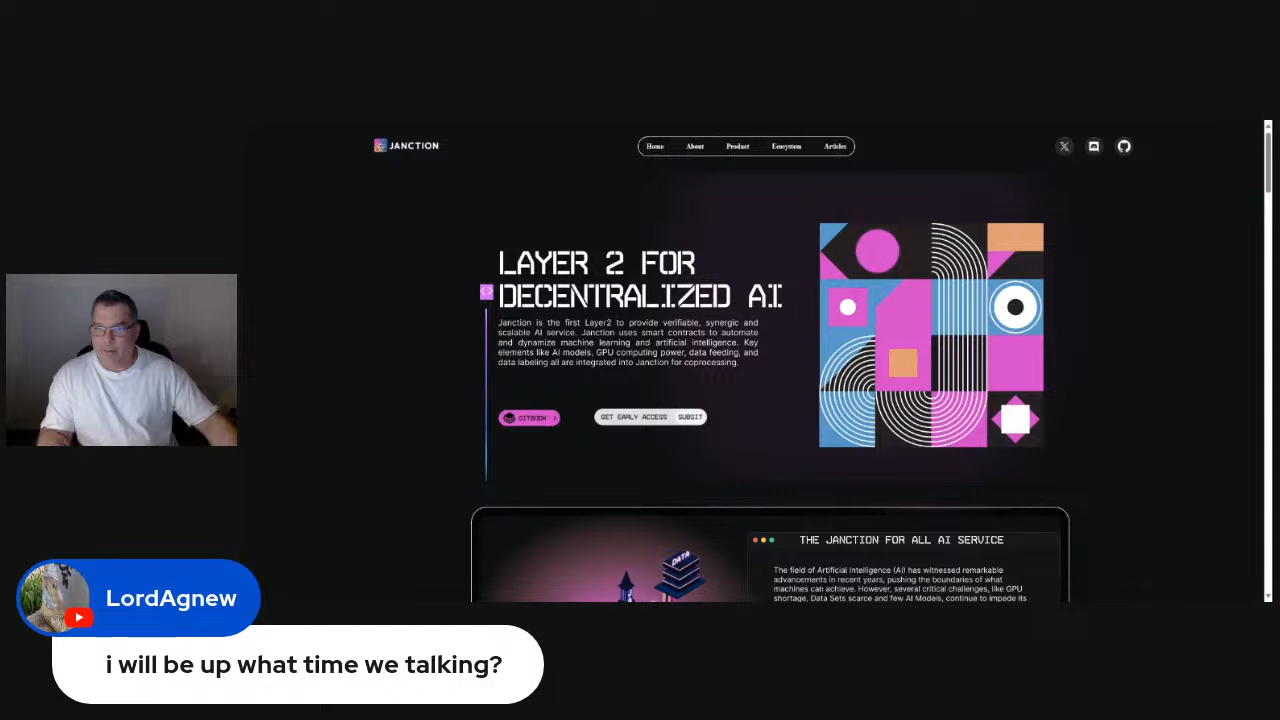 JANCTION
Home About Product Ecosystem Articles
LAYER 2 FOR
DECENTRALIZED AI
Janction is the first Layer2 to provide verifiable, synergic and
scalable AI service. Janction uses smart contracts to automate
and dynamize machine learning and artificial intelligence. Key
elements like AI models, GPU computing power, data feeding, and
data labeling all are integrated into Janction for coprocessing.
GITBOOK >
GET EARLY ACCESS SUBSIT
DATA
THE JANCTION FOR ALL AI SERVICE
The field of Artificial Intelligence (AI) has witnessed remarkable
advancements in recent years, pushing the boundaries of what
machines can achieve. However, several critical challenges, like GPU
shortage, Data Sets scarce and few AI Models, continue to impede its
LordAgnew
i will be up what time we talking?